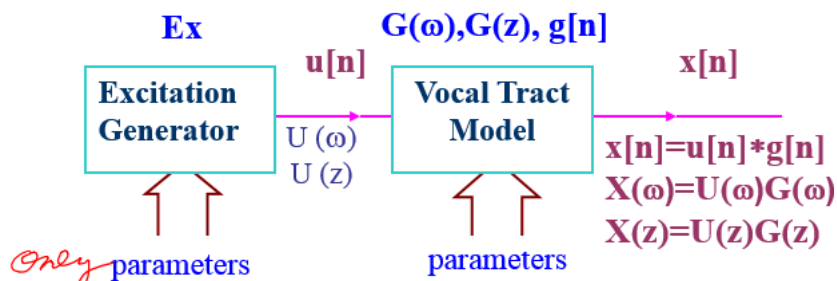 Ex
G(ω),G(z), g[n]
u[n]
x[n]
Excitation
Generator
U (ω)
U (z)
Vocal Tract
Model
x[n]=u[n]*g[n]
X(ω)=U(ω)G(ω)
X(z)=U(z)G(z)
Only parameters
parameters